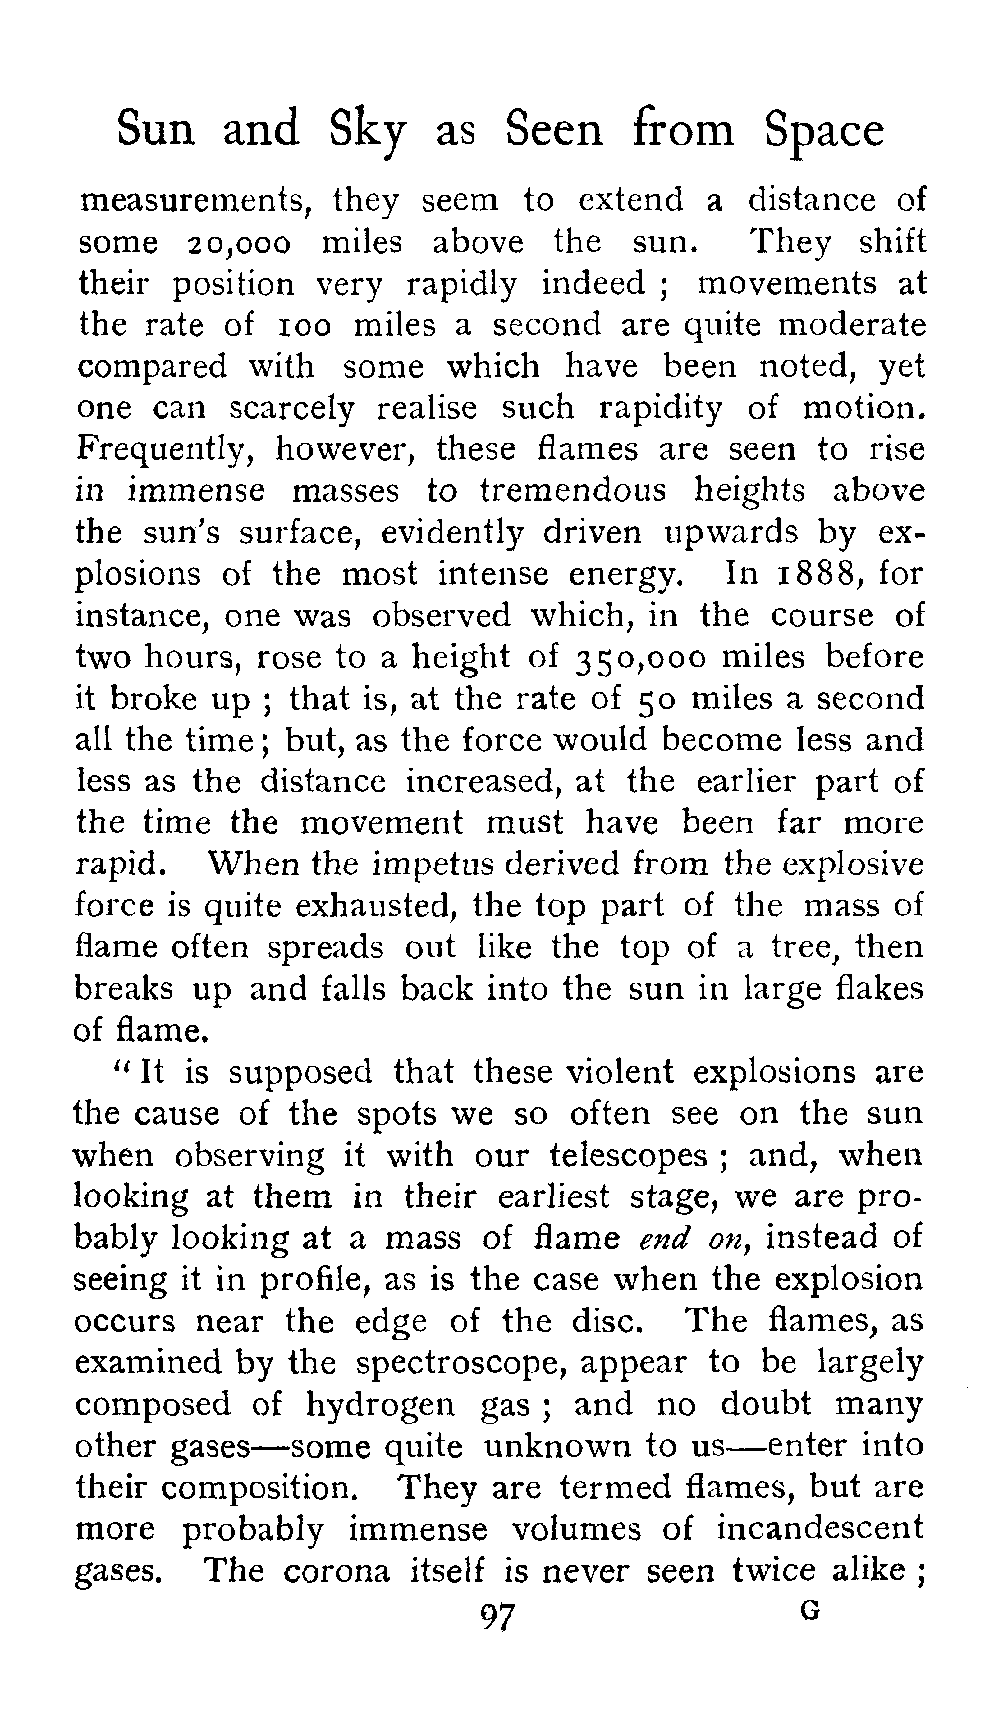 Sun and Sky as Seen from Space
measurements, they seem to extend a distance of
some 20,000 miles above the sun. They shift
their position very rapidly indeed ; movements at
the rate of 100 miles a second are quite moderate
compared with some which have been noted, yet
one can scarcely realise such rapidity of motion.
Frequently, however, these flames are seen to rise
in immense masses to tremendous heights above
the sun's surface, evidently driven upwards by ex-
plosions of the most intense energy. In 1888, for
instance, one was observed which, in the course of
two hours, rose to a height of 350,000 miles before
it broke up ; that is, at the rate of 50 miles a second
all the time ; but, as the force would become less and
less as the distance increased, at the earlier part of
the time the movement must have been far more
rapid. When the impetus derived from the explosive
force is quite exhausted, the top part of the mass of
flame often spreads out like the top of a tree, then
breaks up and falls back into the sun in large flakes
of flame.
“It is supposed that these violent explosions are
the cause of the spots we so often see on the sun
when observing it with our telescopes ; and, when
looking at them in their earliest stage, we are pro-
bably looking at a mass of flame end on, instead of
seeing it in profile, as is the case when the explosion
occurs near the edge of the disc. The flames, as
examined by the spectroscope, appear to be largely
composed of hydrogen gas ; and no doubt many
other gases—some quite unknown to us—enter into
their composition. They are termed flames, but are
more probably immense volumes of incandescent
gases. The corona itself is never seen twice alike ;
97 G